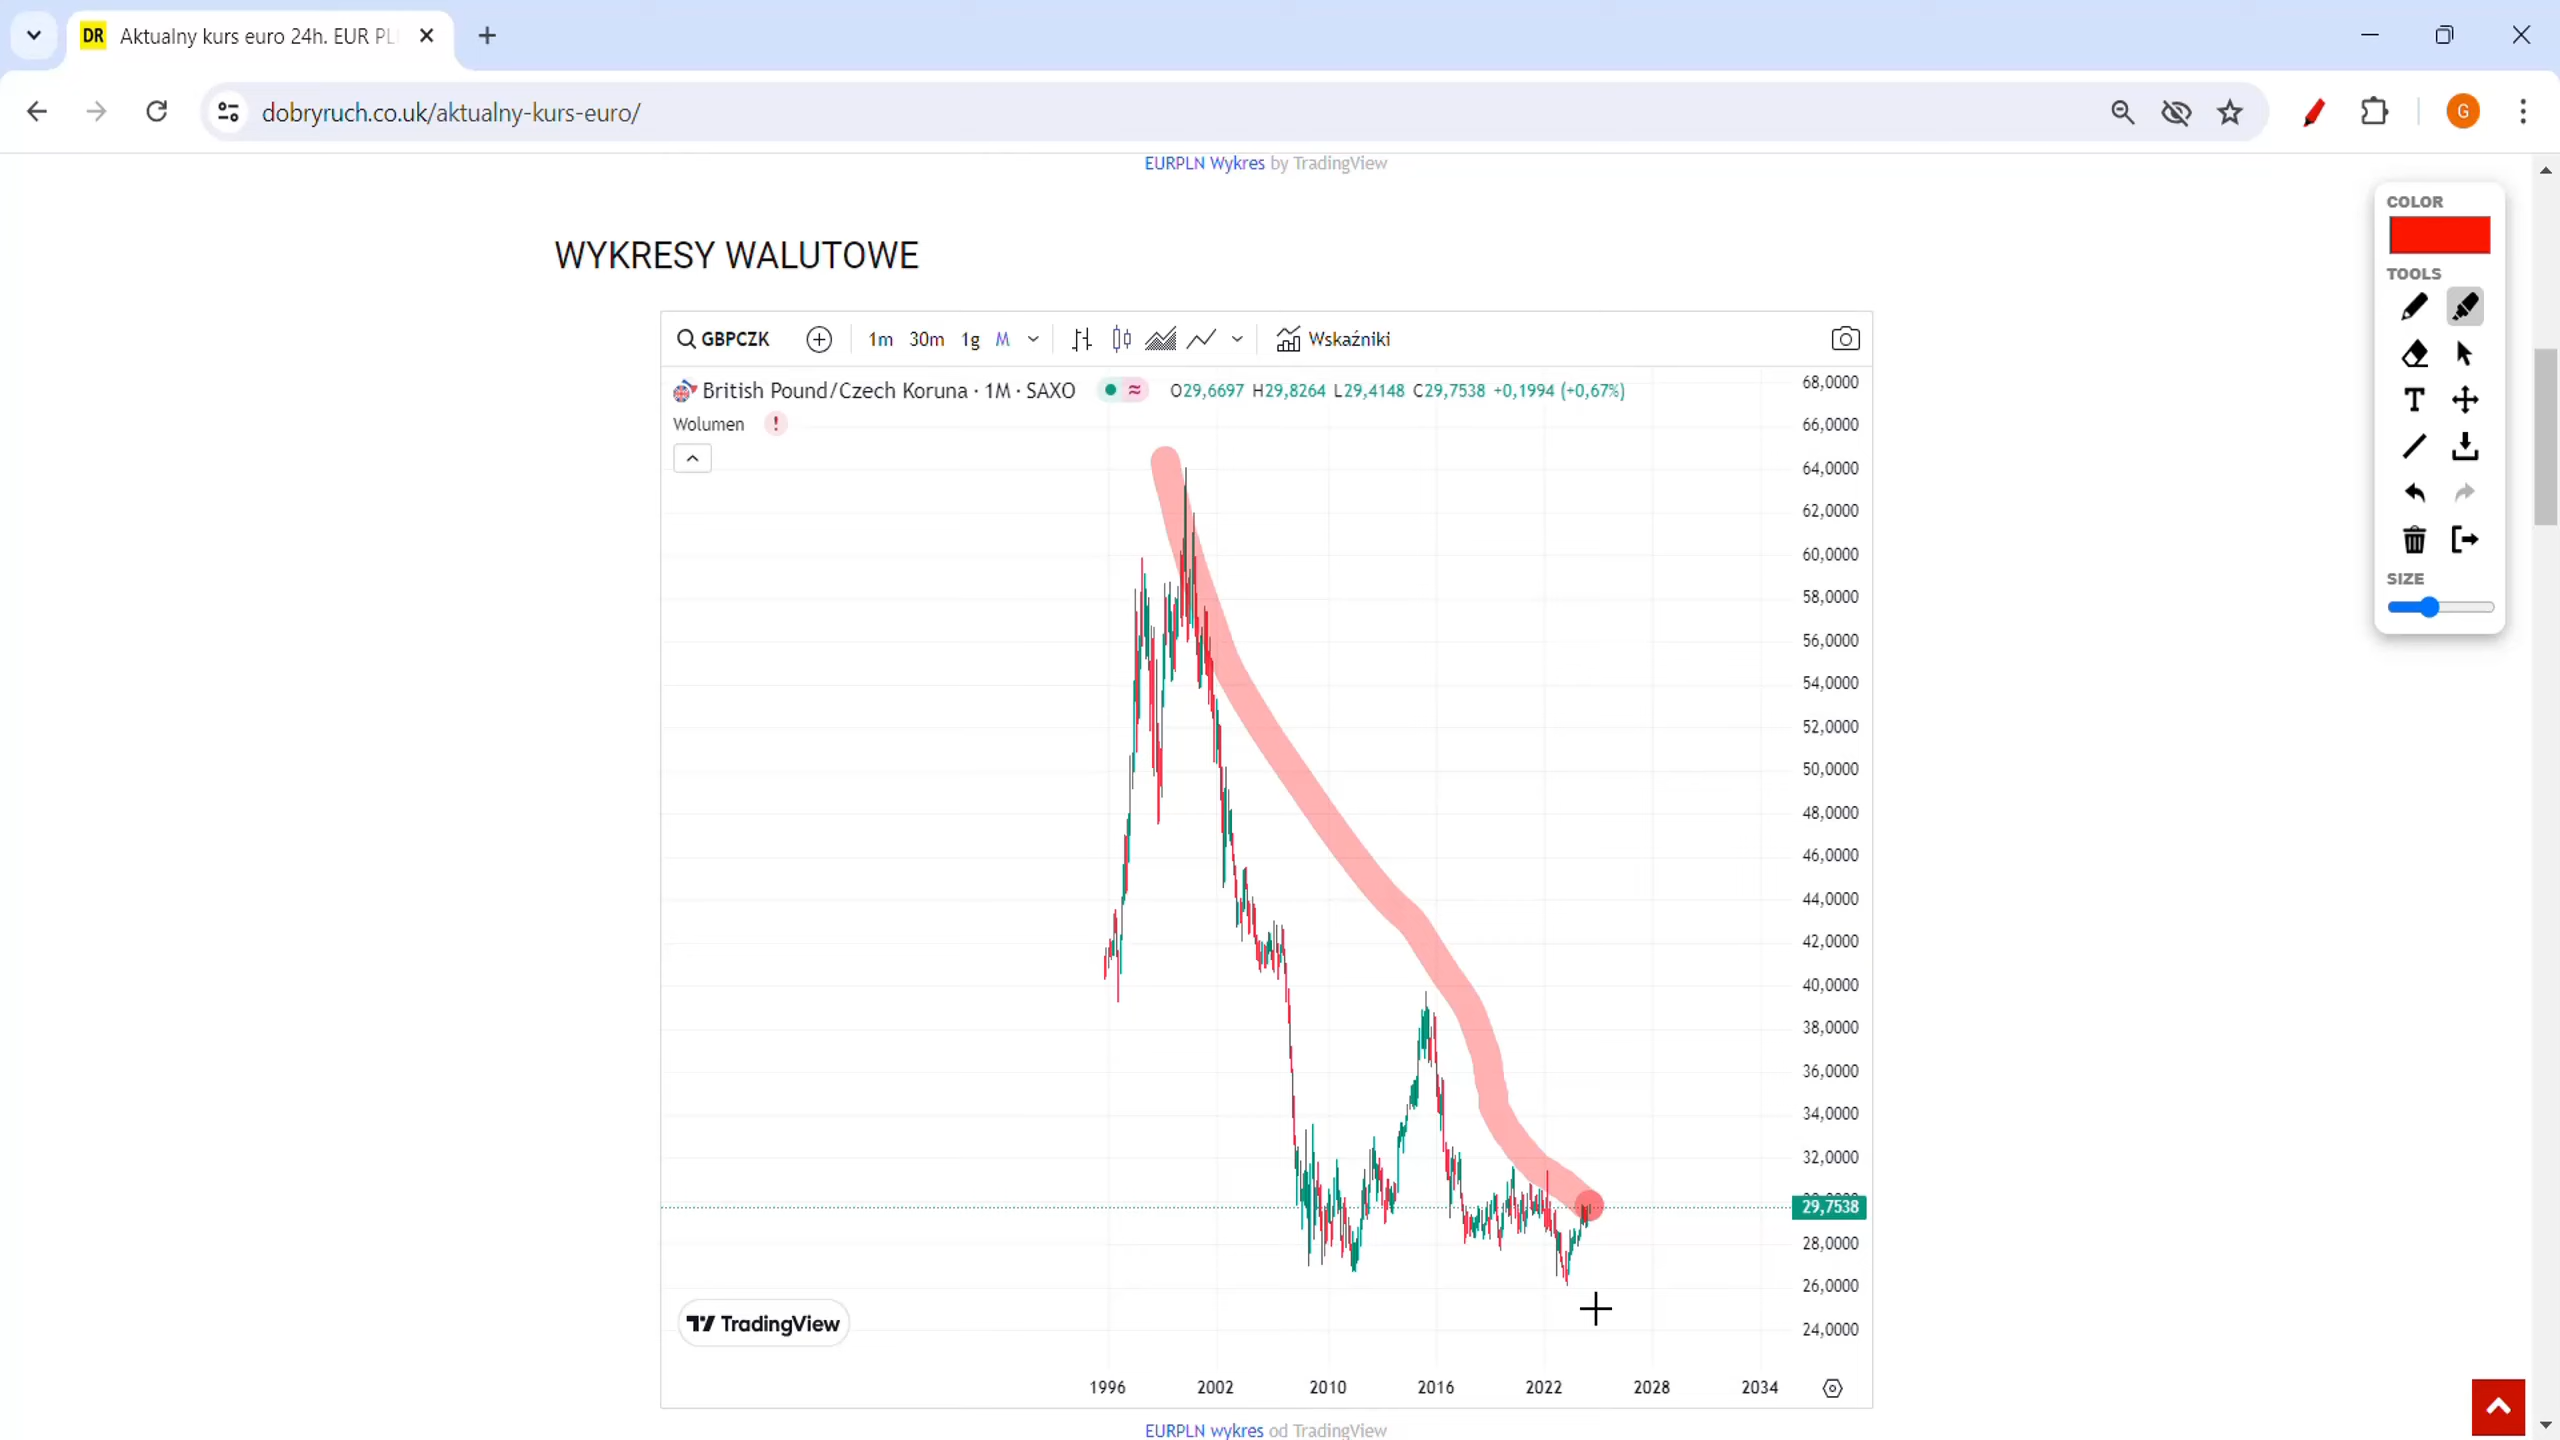 DR Aktualny kurs euro 24h. EUR PL
dobryruch.co.uk/aktualny-kurs-euro/
G
EURPLN Wykres by TradingView
COLOR
TOOLS
T
SIZE
WYKRESY WALUTOWE
GBPCZK 1m 30m 1g M Wskaźniki
British Pound/Czech Koruna · 1M · SAXO O29,6697 H29,8264 L29,4148 C29,7538 +0,1994 (+0,67%)
Wolumen !
68,0000
66,0000
64,0000
62,0000
60,0000
58,0000
56,0000
54,0000
52,0000
50,0000
48,0000
46,0000
44,0000
42,0000
40,0000
38,0000
36,0000
34,0000
32,0000
29,7538
28,0000
26,0000
24,0000
TradingView
1996 2002 2010 2016 2022 2028 2034
EURPLN wykres od TradingView